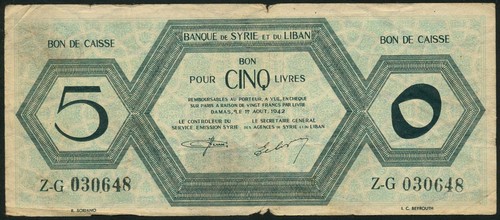 BANQUE DE SYRIE ET DU LIBAN
BON DE CAISSE
BON DE CAISSE
BON
POUR CINQ LIVRES
REMBOURSABLES AU PORTEUR, A VUE, EN CHEQUE
SUR PARIS A RAISON DE VINGT FRANCS PAR LIVRE
DAMAS, LE 1er AOUT 1942
LE CONTROLEUR DU
SERVICE EMISSION SYRIE
LE SECRETAIRE GENERAL
DES AGENCES DE SYRIE ET DU LIBAN
5
Z-G 030648
Z-G 030648
I. C. BEYROUTH